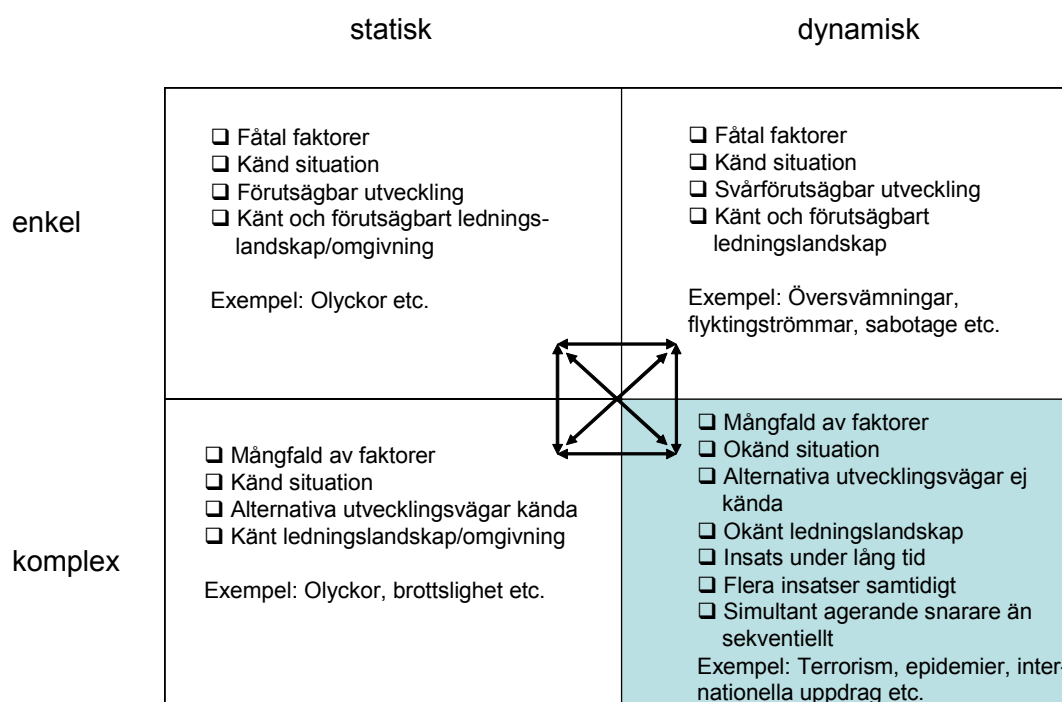 statisk
dynamisk
enkel
❑ Fåtal faktorer
❑ Känd situation
❑ Förutsägbar utveckling
❑ Känt och förutsägbart lednings-
landskap/omgivning
Exempel: Olyckor etc.
❑ Fåtal faktorer
❑ Känd situation
❑ Svårförutsägbar utveckling
❑ Känt och förutsägbart
ledningslandskap
Exempel: Översvämningar,
flyktingströmmar, sabotage etc.
komplex
❑ Mångfald av faktorer
❑ Känd situation
❑ Alternativa utvecklingsvägar kända
❑ Känt ledningslandskap/omgivning
Exempel: Olyckor, brottslighet etc.
❑ Mångfald av faktorer
❑ Okänd situation
❑ Alternativa utvecklingsvägar ej
kända
❑ Okänt ledningslandskap
❑ Insats under lång tid
❑ Flera insatser samtidigt
❑ Simultant agerande snarare än
sekventiellt
Exempel: Terrorism, epidemier, inter-
nationella uppdrag etc.